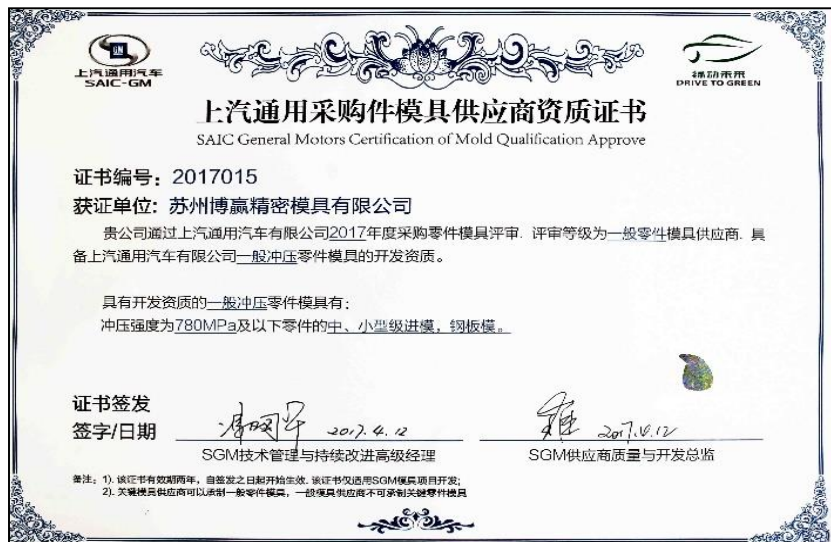 上汽通用汽车
SAIC-GM
GM
绿动未来
DRIVE TO GREEN
上汽通用采购件模具供应商资质证书
SAIC General Motors Certification of Mold Qualification Approve
证书编号：2017015
获证单位：苏州博赢精密模具有限公司
贵公司通过上汽通用汽车有限公司2017年度采购零件模具评审. 评审等级为一般零件模具供应商. 具
备上汽通用汽车有限公司一般冲压零件模具的开发资质。
具有开发资质的一般冲压零件模具有：
冲压强度为780MPa及以下零件的中、小型级进模，钢板模。
证书签发
签字/日期
2017.4.12
2017.4.12
SGM技术管理与持续改进高级经理
SGM供应商质量与开发总监
备注：1). 该证书有效期两年，自签发之日起开始生效. 该证书仅适用SGM模具项目开发;
2). 关键模具供应商可以承制一般零件模具，一般模具供应商不可承制关键零件模具